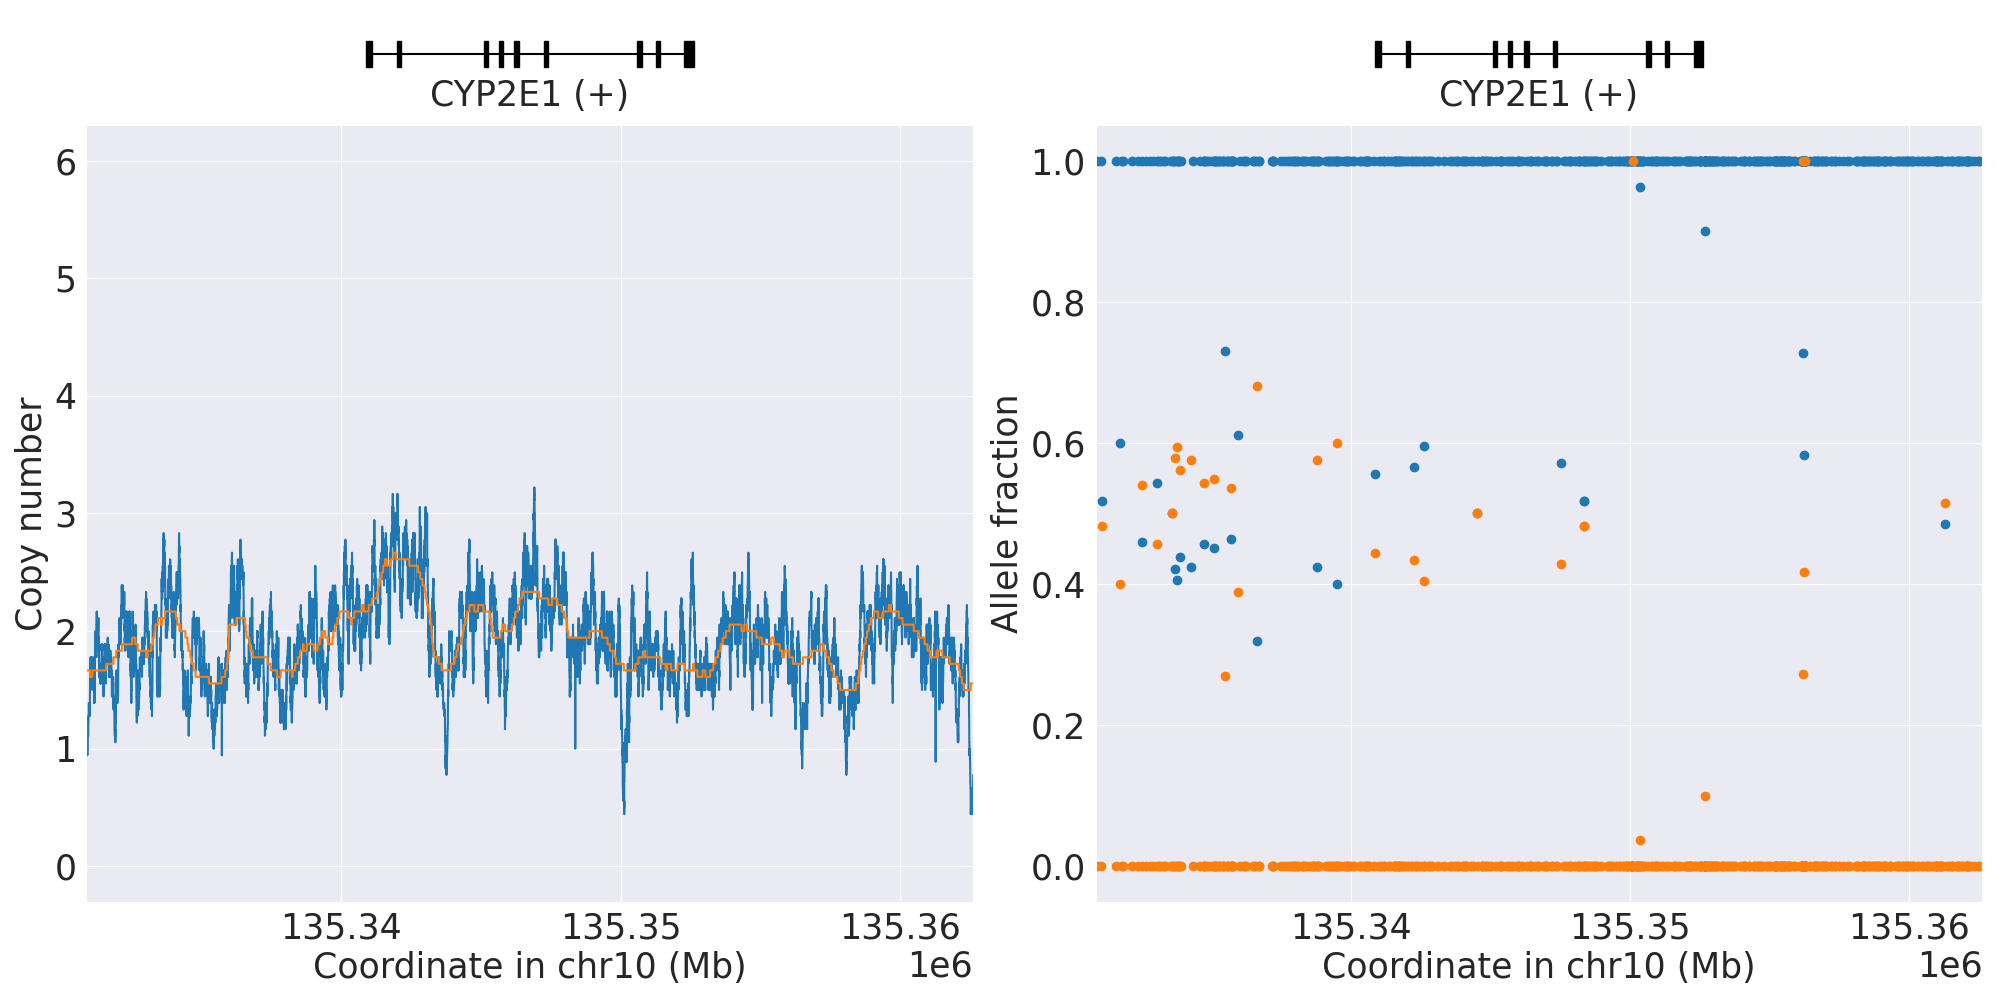 CYP2E1 (+)
6
5
4
3
2
1
0
Copy number
135.34 135.35 135.36
Coordinate in chr10 (Mb)
1e6
CYP2E1 (+)
1.0
0.8
0.6
0.4
0.2
0.0
Allele fraction
135.34 135.35 135.36
Coordinate in chr10 (Mb)
1e6